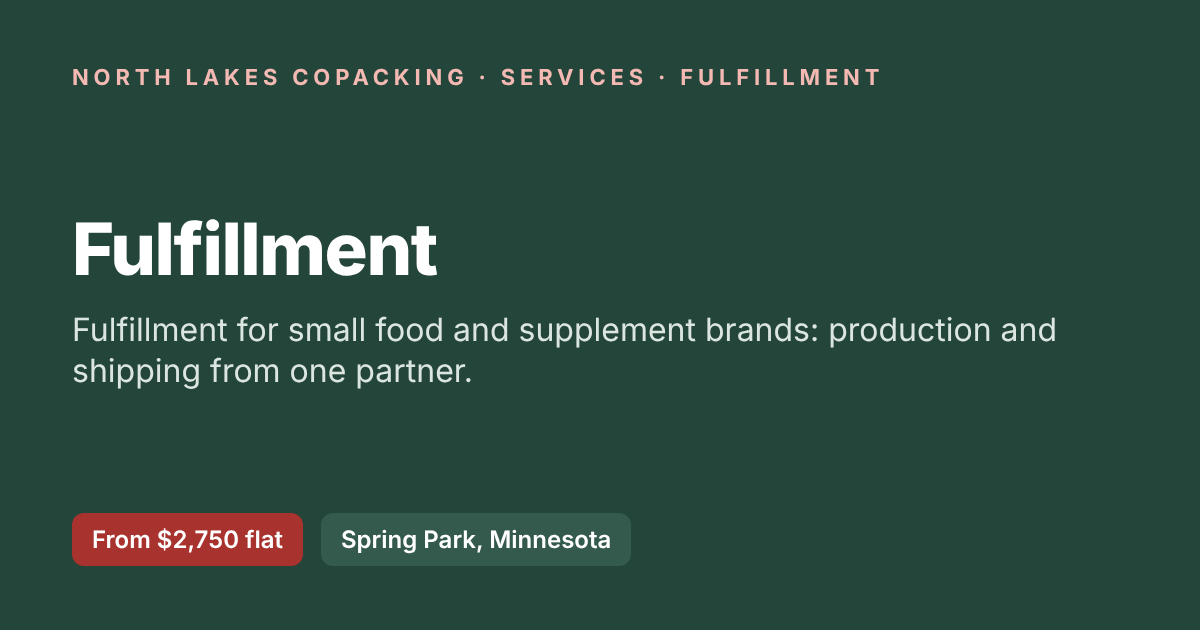 NORTH LAKES COPACKING · SERVICES · FULFILLMENT
Fulfillment
Fulfillment for small food and supplement brands: production and
shipping from one partner.
From $2,750 flat
Spring Park, Minnesota